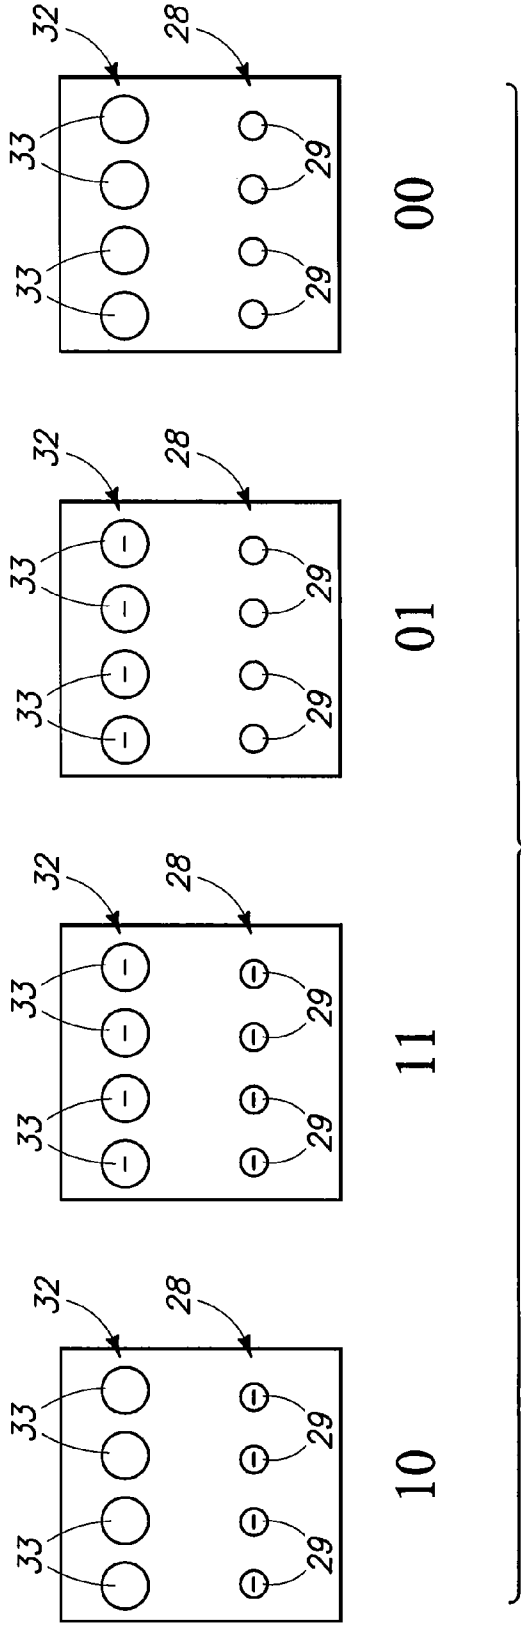 33 33 33 33 33 33 33 33
32 32 32 32
– – – – – – – –
28 28 28 28
– – – – – – – –
29 29 29 29 29 29 29 29
10 11 01 00